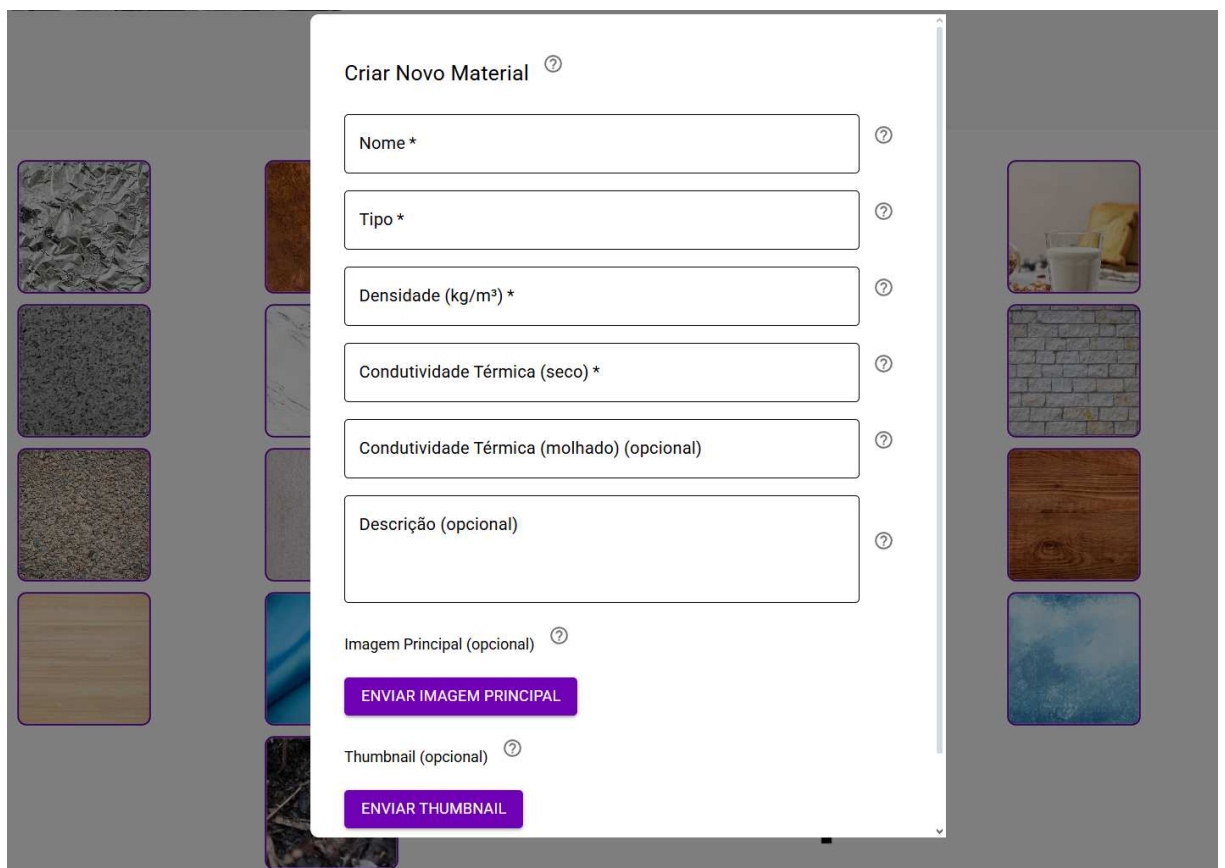 Criar Novo Material
Nome *
Tipo *
Densidade (kg/m³) *
Condutividade Térmica (seco) *
Condutividade Térmica (molhado) (opcional)
Descrição (opcional)
Imagem Principal (opcional)
ENVIAR IMAGEM PRINCIPAL
Thumbnail (opcional)
ENVIAR THUMBNAIL